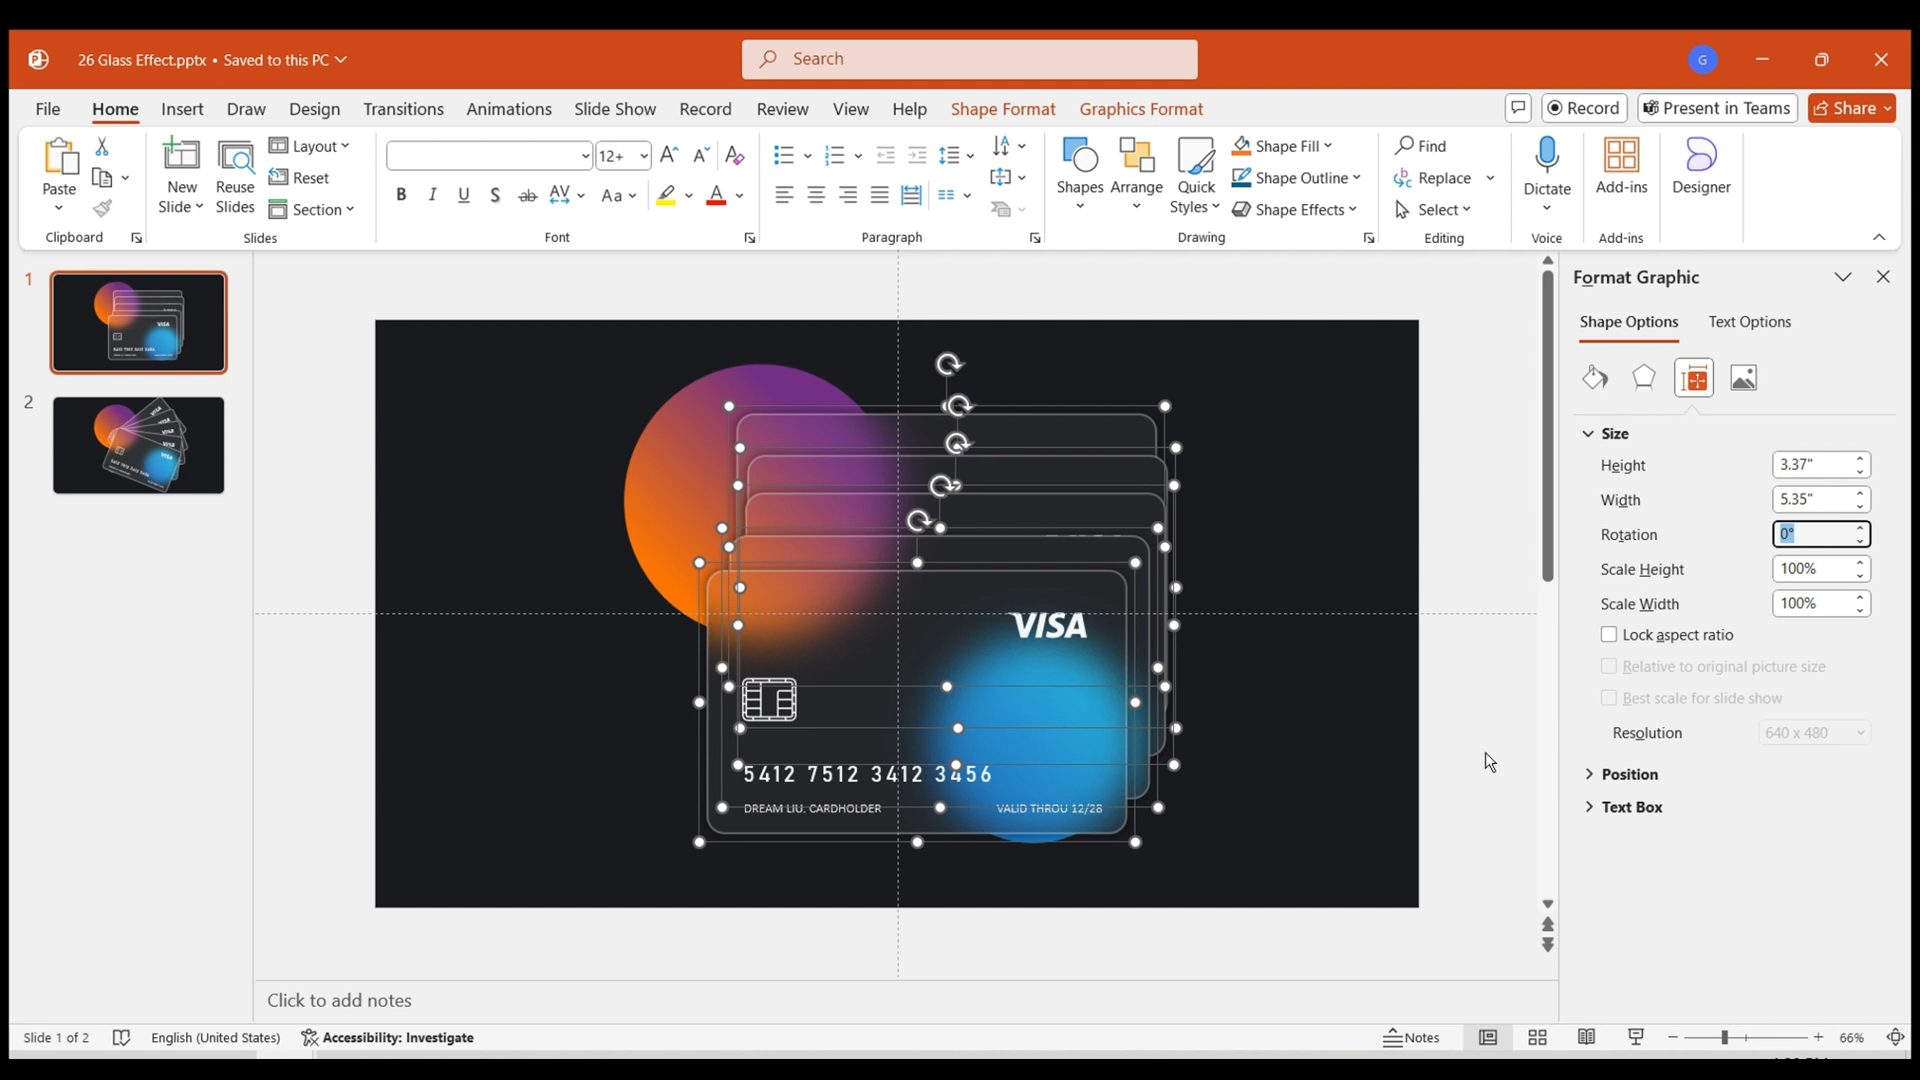 26 Glass Effect.pptx • Saved to this PC
Search
G
File Home Insert Draw Design Transitions Animations Slide Show Record Review View Help Shape Format Graphics Format
Record Present in Teams Share
Paste
New Slide
Reuse Slides
Layout
Reset
Section
12+
B I U S ab AV Aa A
Shapes
Arrange
Quick Styles
Shape Fill
Shape Outline
Shape Effects
Find
Replace
Select
Dictate
Add-ins
Designer
Clipboard Slides Font Paragraph Drawing Editing Voice Add-ins
1
2
VISA
5412 7512 3412 3456
DREAM LIU. CARDHOLDER VALID THROU 12/28
Format Graphic
Shape Options Text Options
Size
Height 3.37"
Width 5.35"
Rotation 0°
Scale Height 100%
Scale Width 100%
Lock aspect ratio
Relative to original picture size
Best scale for slide show
Resolution 640 x 480
Position
Text Box
Click to add notes
Slide 1 of 2 English (United States) Accessibility: Investigate Notes 66%